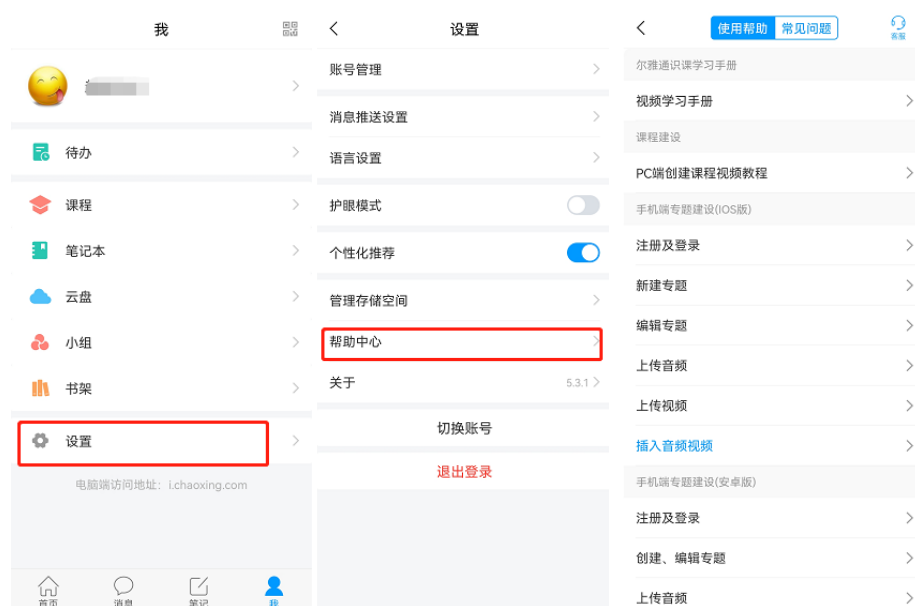 我
待办
课程
笔记本
云盘
小组
书架
设置
电脑端访问地址：i.chaoxing.com
首页
消息
笔记
我
设置
账号管理
消息推送设置
语言设置
护眼模式
个性化推荐
管理存储空间
帮助中心
关于
5.3.1
切换账号
退出登录
使用帮助
常见问题
客服
尔雅通识课学习手册
视频学习手册
课程建设
PC端创建课程视频教程
手机端专题建设(IOS版)
注册及登录
新建专题
编辑专题
上传音频
上传视频
插入音频视频
手机端专题建设(安卓版)
注册及登录
创建、编辑专题
上传音频